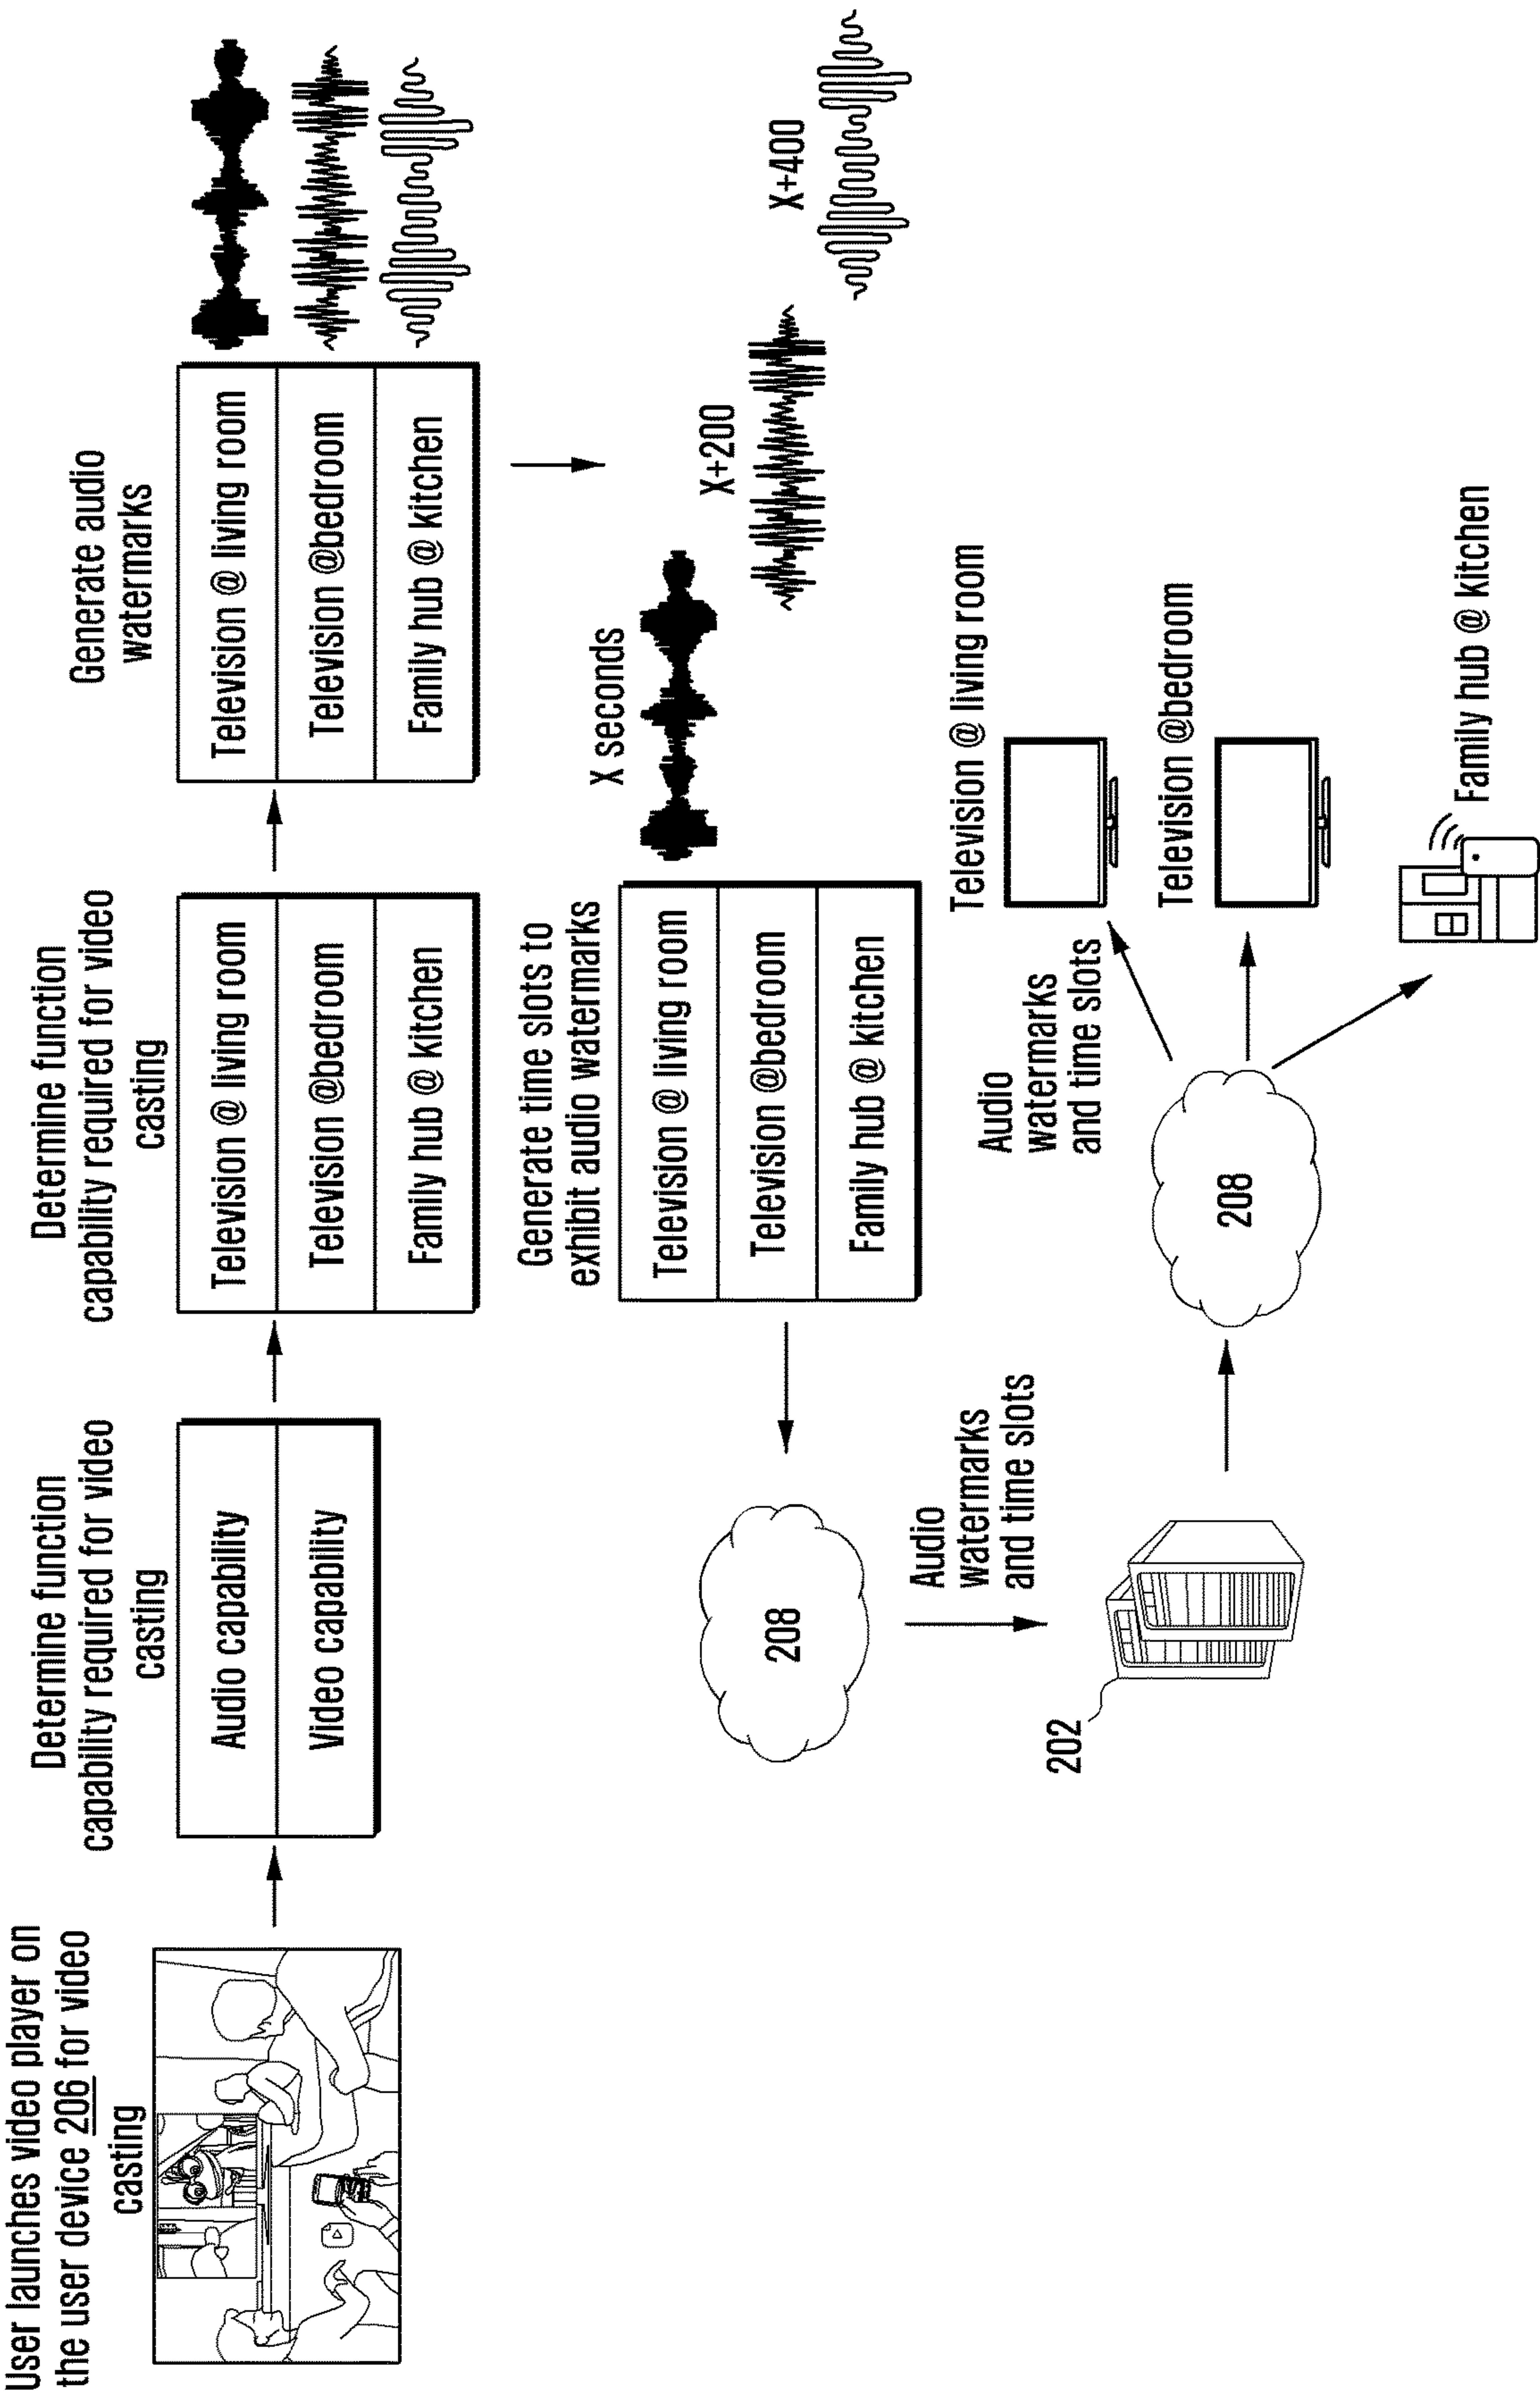 User launches video player on
the user device 206 for video
casting
Determine function
capability required for video
casting
Audio capability
Video capability
Determine function
capability required for video
casting
Television @ living room
Television @bedroom
Family hub @ kitchen
Generate audio
watermarks
Television @ living room
Television @bedroom
Family hub @ kitchen
Generate time slots to
exhibit audio watermarks
Television @ living room
Television @bedroom
Family hub @ kitchen
X seconds
X+200
X+400
208
Audio
watermarks
and time slots
202
208
Audio
watermarks
and time slots
Television @ living room
Television @bedroom
Family hub @ kitchen